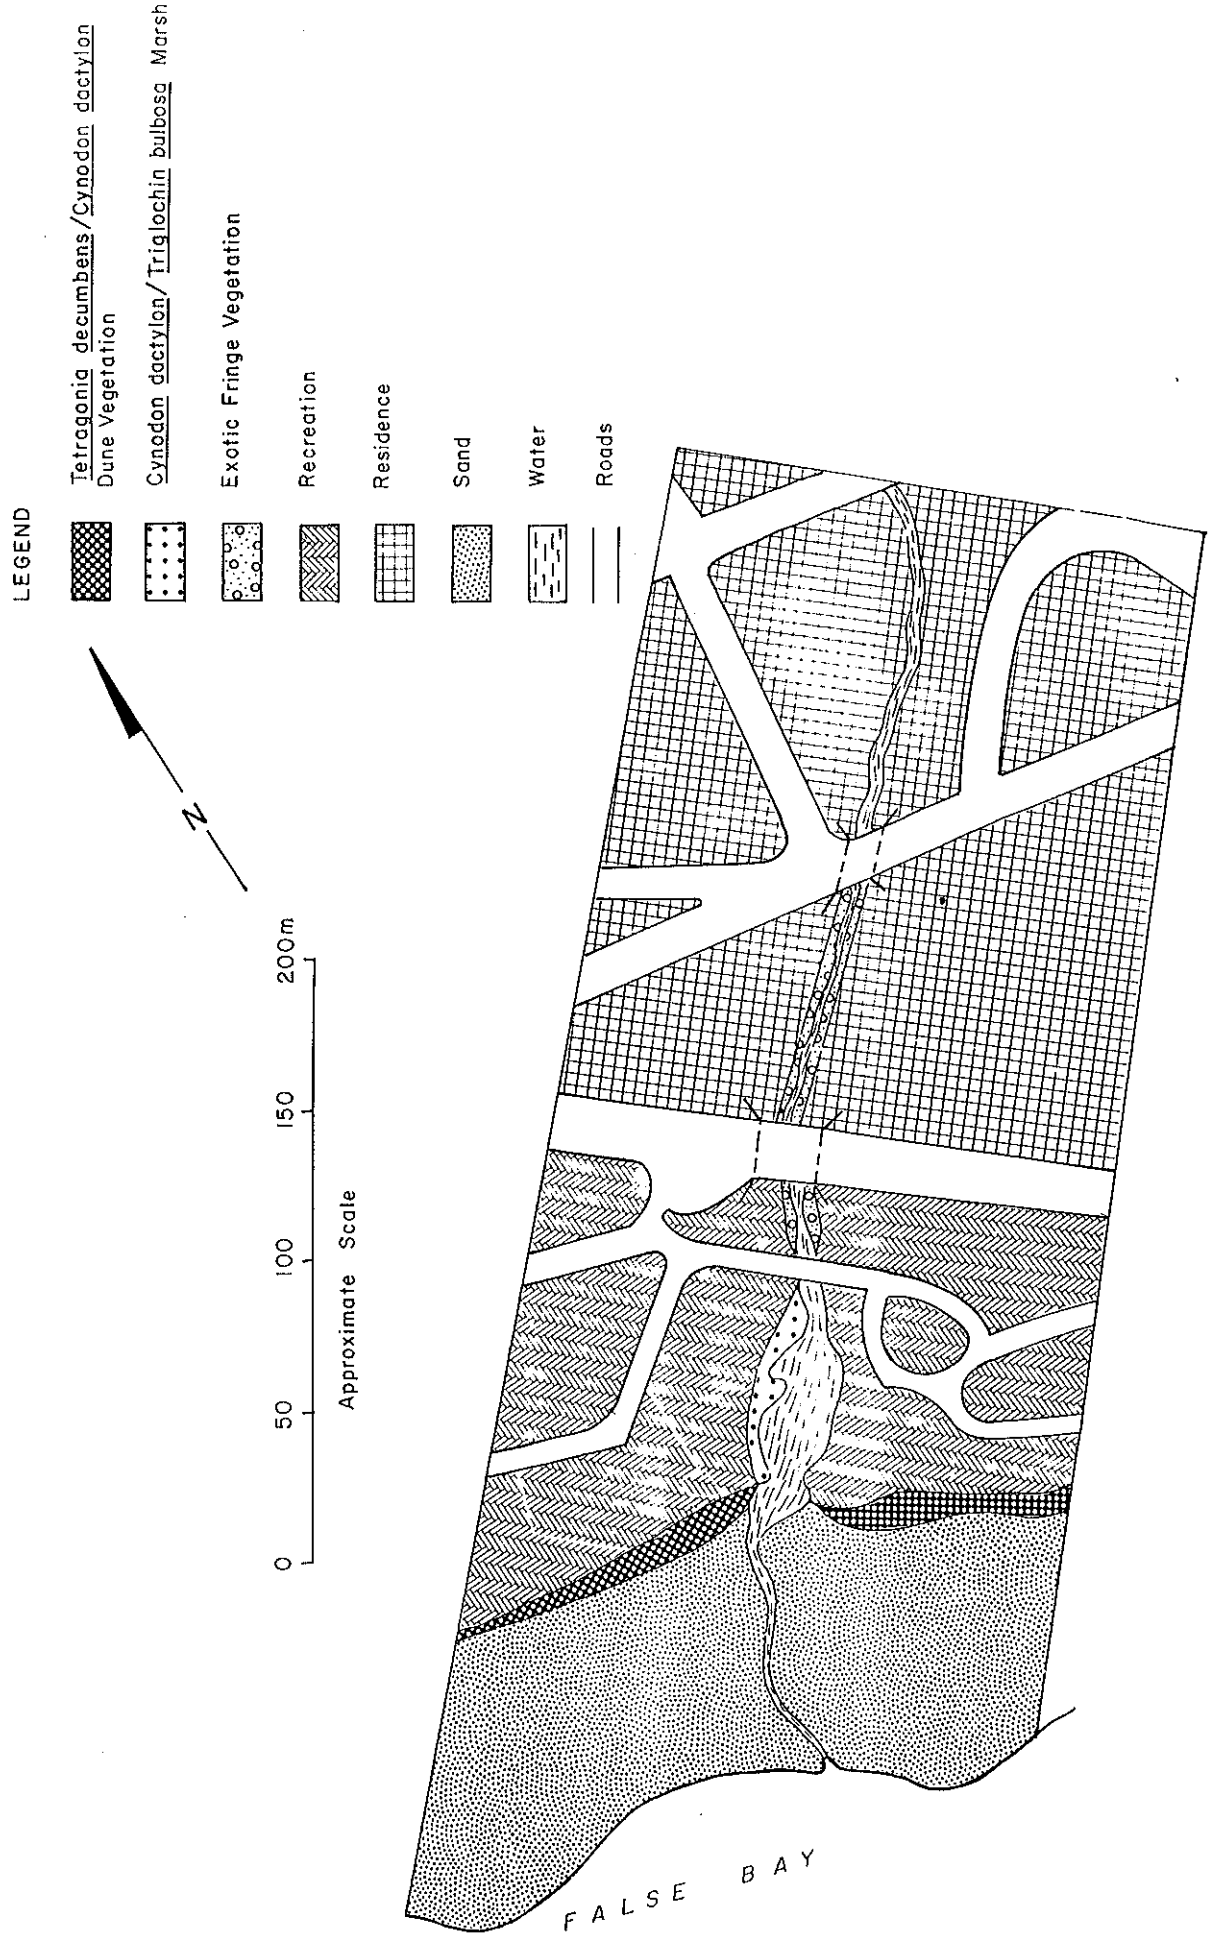 LEGEND
Tetragonia decumbens/Cynodon dactylon
Dune Vegetation
Cynodon dactylon/Triglochin bulbosa Marsh
Exotic Fringe Vegetation
Recreation
Residence
Sand
Water
Roads
N
0 50 100 150 200m
Approximate Scale
FALSE BAY